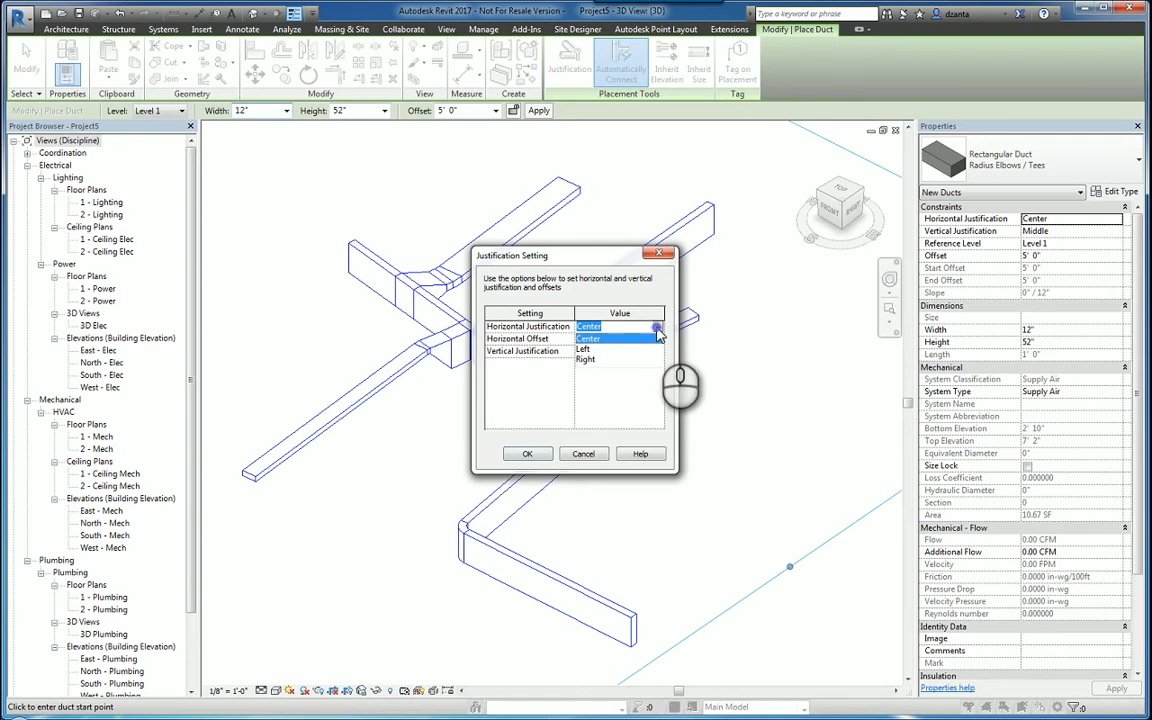 Autodesk Revit 2017 - Not For Resale Version -    Project5 - 3D View: {3D}
Type a keyword or phrase
dzanta
Architecture Structure Systems Insert Annotate Analyze Massing & Site Collaborate View Manage Add-Ins Site Designer Autodesk Point Layout Extensions Modify | Place Duct
Modify
Properties
Paste
Cope
Cut
Join
Justification
Automatically
Connect
Inherit
Elevation
Inherit
Size
Tag on
Placement
Select Properties Clipboard Geometry Modify View Measure Create Placement Tools Tag
Modify | Place Duct Level: Level 1 Width: 12" Height: 52" Offset: 5' 0" Apply
Project Browser - Project5
Views (Discipline)
Coordination
Electrical
Lighting
Floor Plans
1 - Lighting
2 - Lighting
Ceiling Plans
1 - Ceiling Elec
2 - Ceiling Elec
Power
Floor Plans
1 - Power
2 - Power
3D Views
3D Elec
Elevations (Building Elevation)
East - Elec
North - Elec
South - Elec
West - Elec
Mechanical
HVAC
Floor Plans
1 - Mech
2 - Mech
Ceiling Plans
1 - Ceiling Mech
2 - Ceiling Mech
Elevations (Building Elevation)
East - Mech
North - Mech
South - Mech
West - Mech
Plumbing
Plumbing
Floor Plans
1 - Plumbing
2 - Plumbing
3D Views
3D Plumbing
Elevations (Building Elevation)
East - Plumbing
North - Plumbing
South - Plumbing
West - Plumbing
TOP
FRONT
RIGHT
Justification Setting
Use the options below to set horizontal and vertical
justification and offsets
Setting Value
Horizontal Justification Center
Horizontal Offset Center
Left
Vertical Justification
Right
OK Cancel Help
Properties
Rectangular Duct
Radius Elbows / Tees
New Ducts Edit Type
Constraints
Horizontal Justification Center
Vertical Justification Middle
Reference Level Level 1
Offset 5' 0"
Start Offset 5' 0"
End Offset 5' 0"
Slope 0" / 12"
Dimensions
Size
Width 12"
Height 52"
Length 1' 0"
Mechanical
System Classification Supply Air
System Type Supply Air
System Name
System Abbreviation
Bottom Elevation 2' 10"
Top Elevation 7' 2"
Equivalent Diameter 0"
Size Lock
Loss Coefficient 0.000000
Hydraulic Diameter 0"
Section 0
Area 10.67 SF
Mechanical - Flow
Flow 0.00 CFM
Additional Flow 0.00 CFM
Velocity 0.00 FPM
Friction 0.00 in-wg/100ft
Pressure Drop 0.00 in-wg
Velocity Pressure 0.00 in-wg
Reynolds number 0.000000
Identity Data
Image
Comments
Mark
Insulation
Properties help Apply
1/8" = 1'-0"
Click to enter duct start point
:0
Main Model
:0